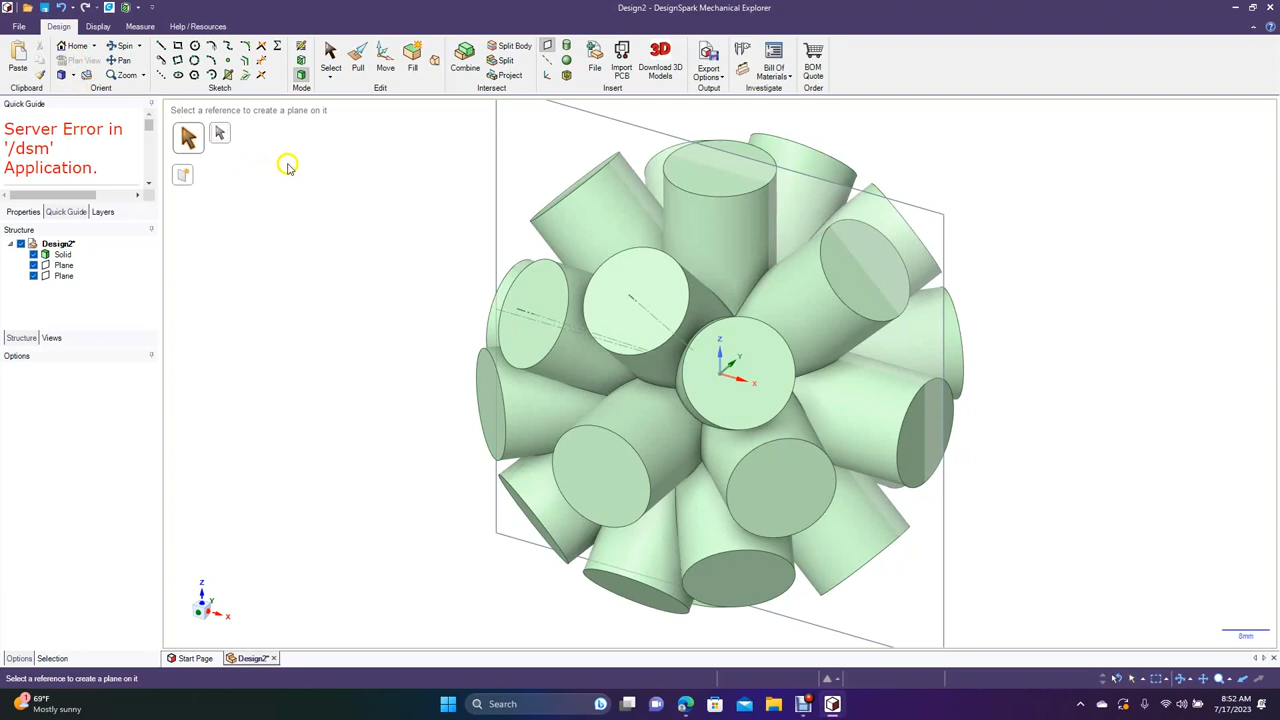 Design2 - DesignSpark Mechanical Explorer
File Design Display Measure Help / Resources
Paste
Home
Plan View
Spin
Pan
Zoom
Select
Pull
Move
Fill
Combine
Split Body
Split
Project
File
Import PCB
Download 3D Models
Export Options
Bill Of Materials
BOM Quote
Clipboard Orient Sketch Mode Edit Intersect Insert Output Investigate Order
Quick Guide
Server Error in
'/dsm'
Application.
Properties Quick Guide Layers
Structure
Design2*
Solid
Plane
Plane
Structure Views
Options
Select a reference to create a plane on it
Z
Y
X
Z
Y
X
8mm
Options Selection
Start Page Design2*
Select a reference to create a plane on it
69°F
Mostly sunny
Search
8:52 AM
7/17/2023